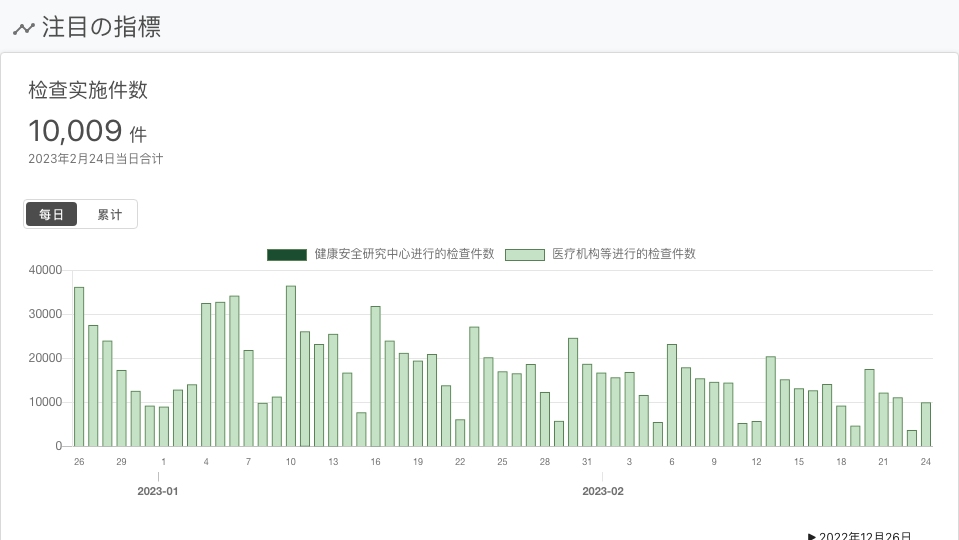 注目の指標
检查实施件数
10,009 件
2023年2月24日当日合计
每日 累计
健康安全研究中心进行的检查件数 医疗机构等进行的检查件数
40000
30000
20000
10000
0
26 29 1 4 7 10 13 16 19 22 25 28 31 3 6 9 12 15 18 21 24
2023-01 2023-02
▶ 2022年12月26日